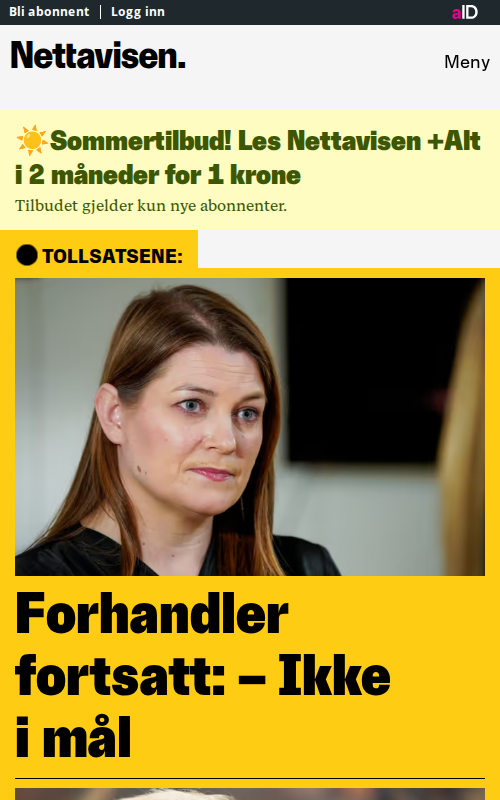 Bli abonnent | Logg inn
aID
Nettavisen.
Meny
☀️Sommertilbud! Les Nettavisen +Alt
i 2 måneder for 1 krone
Tilbudet gjelder kun nye abonnenter.
TOLLSATSENE:
Forhandler
fortsatt: – Ikke
i mål